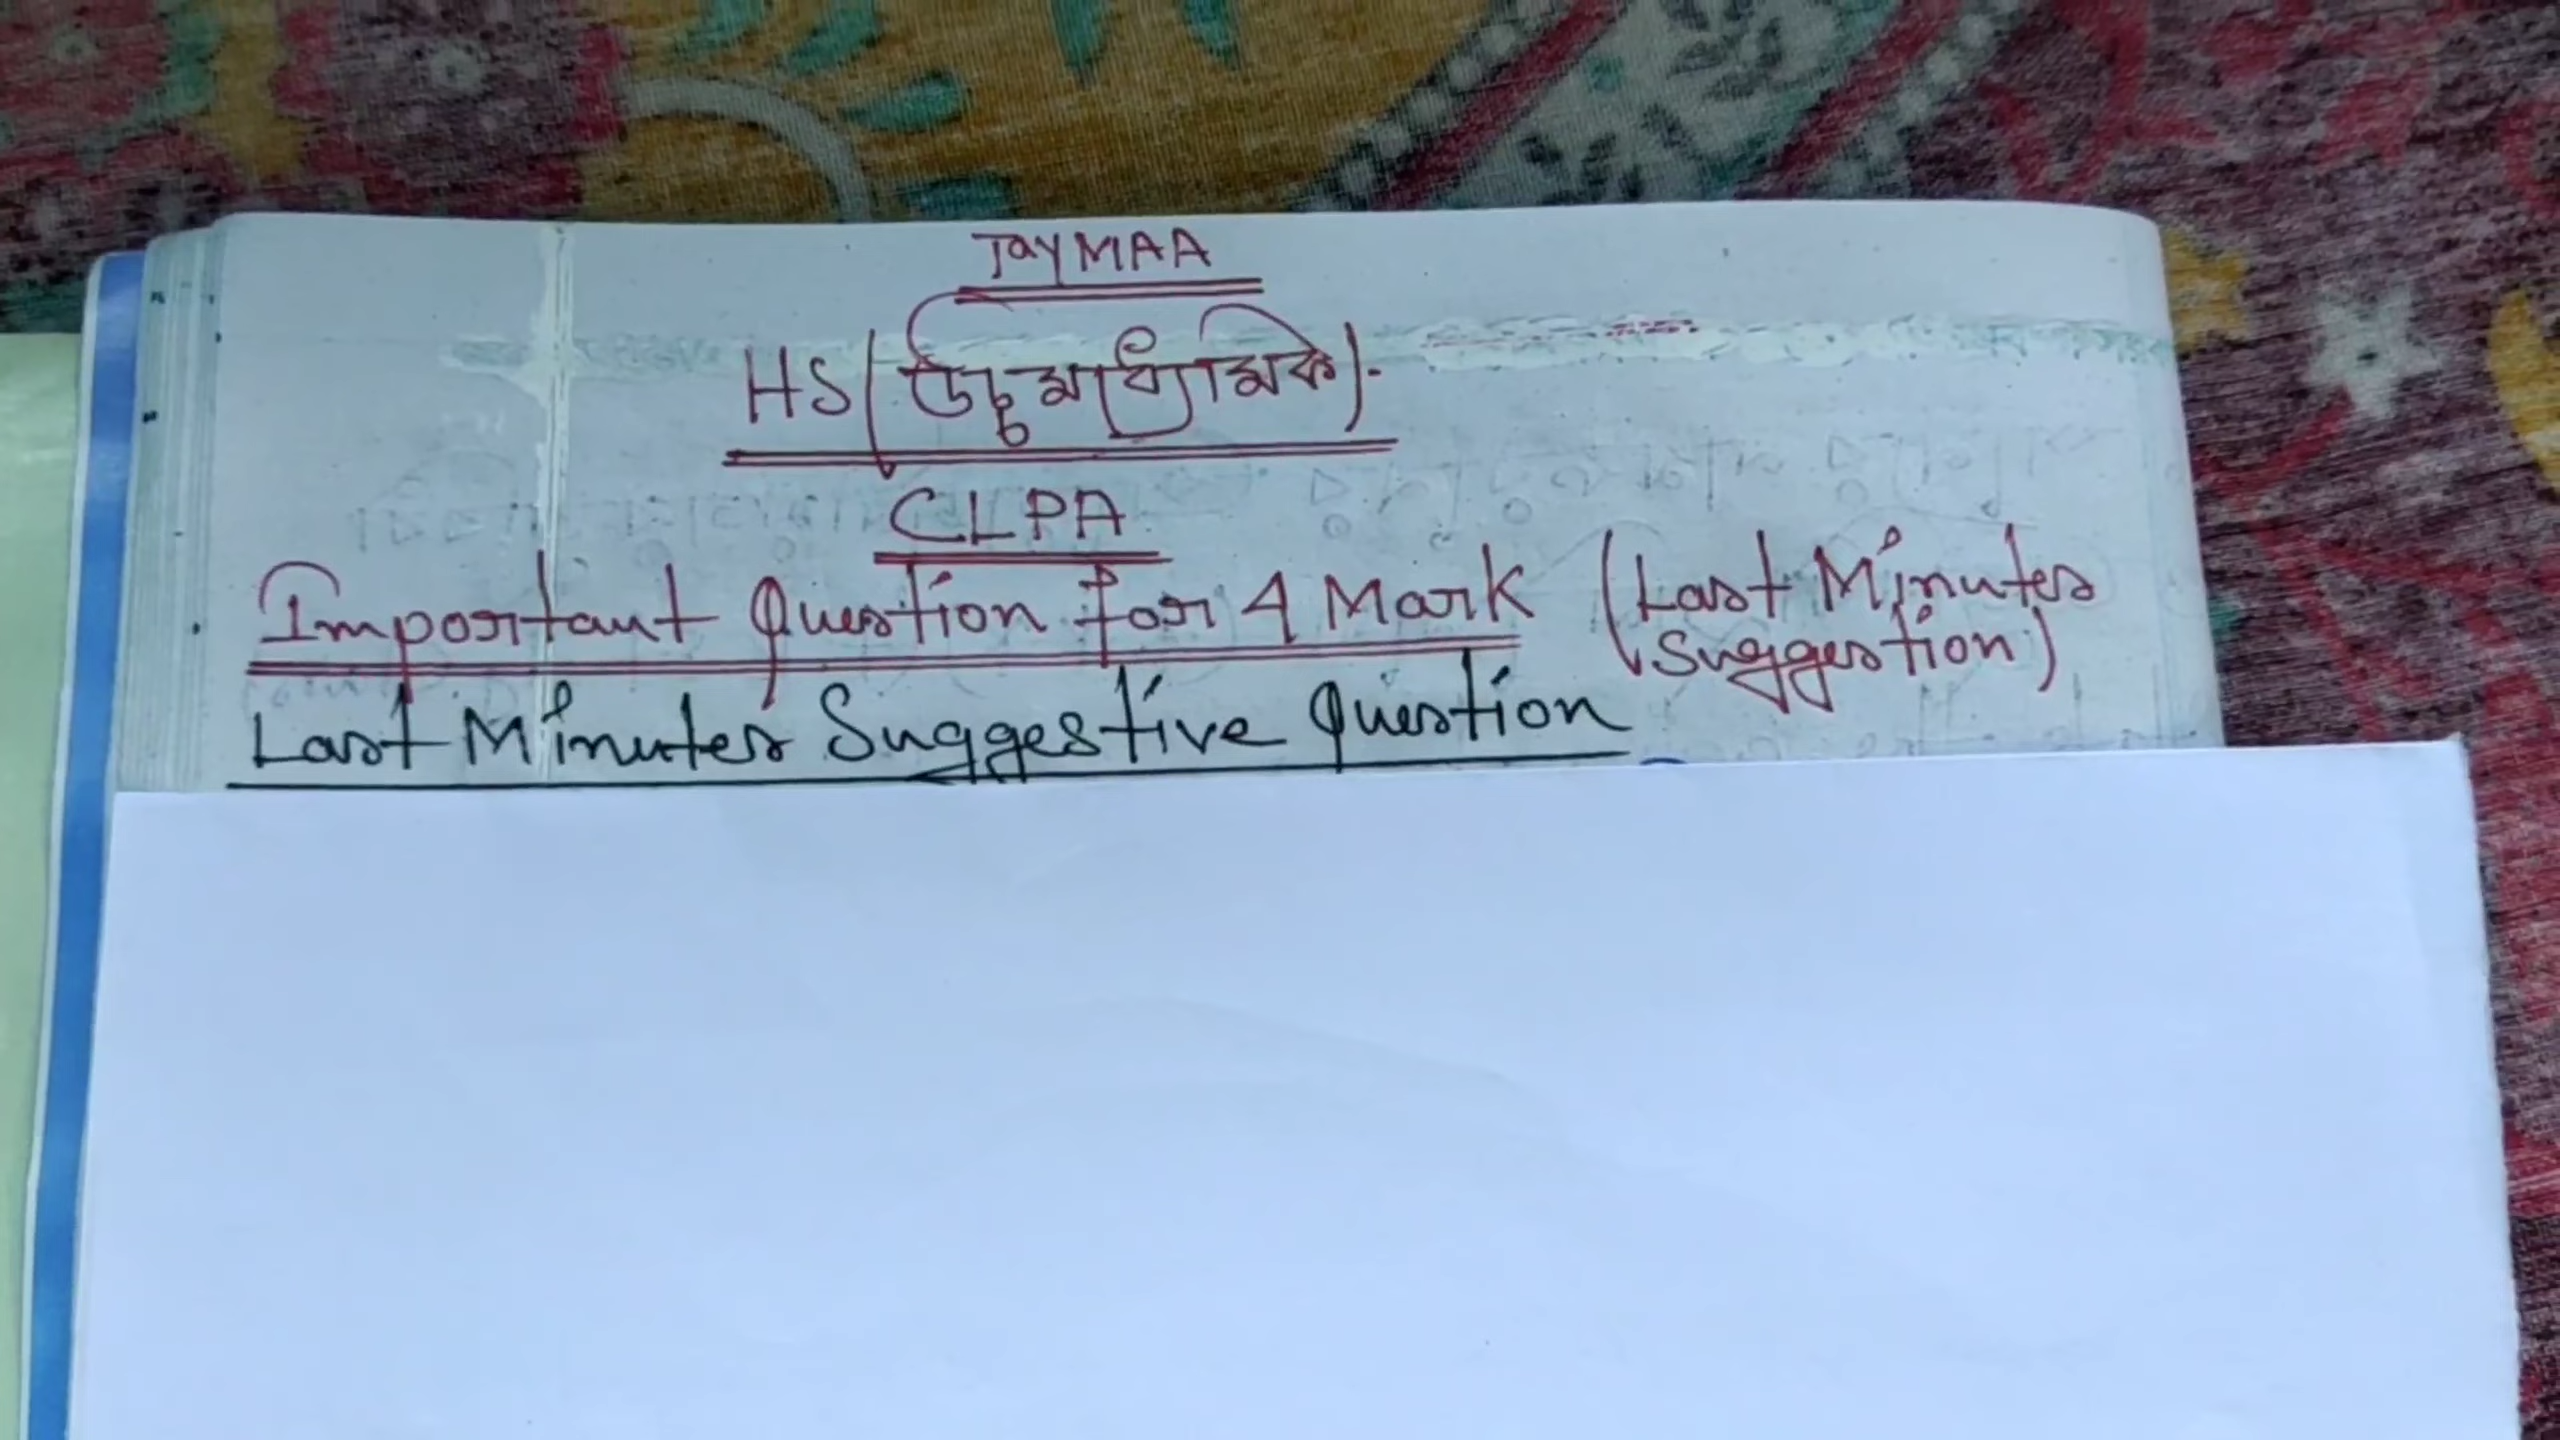 Jay MAA
HS (উচ্চমাধ্যমিক).
CLPA
Important Question for 4 Mark (Last Minutes Suggestion)
Last Minutes Suggestive Question